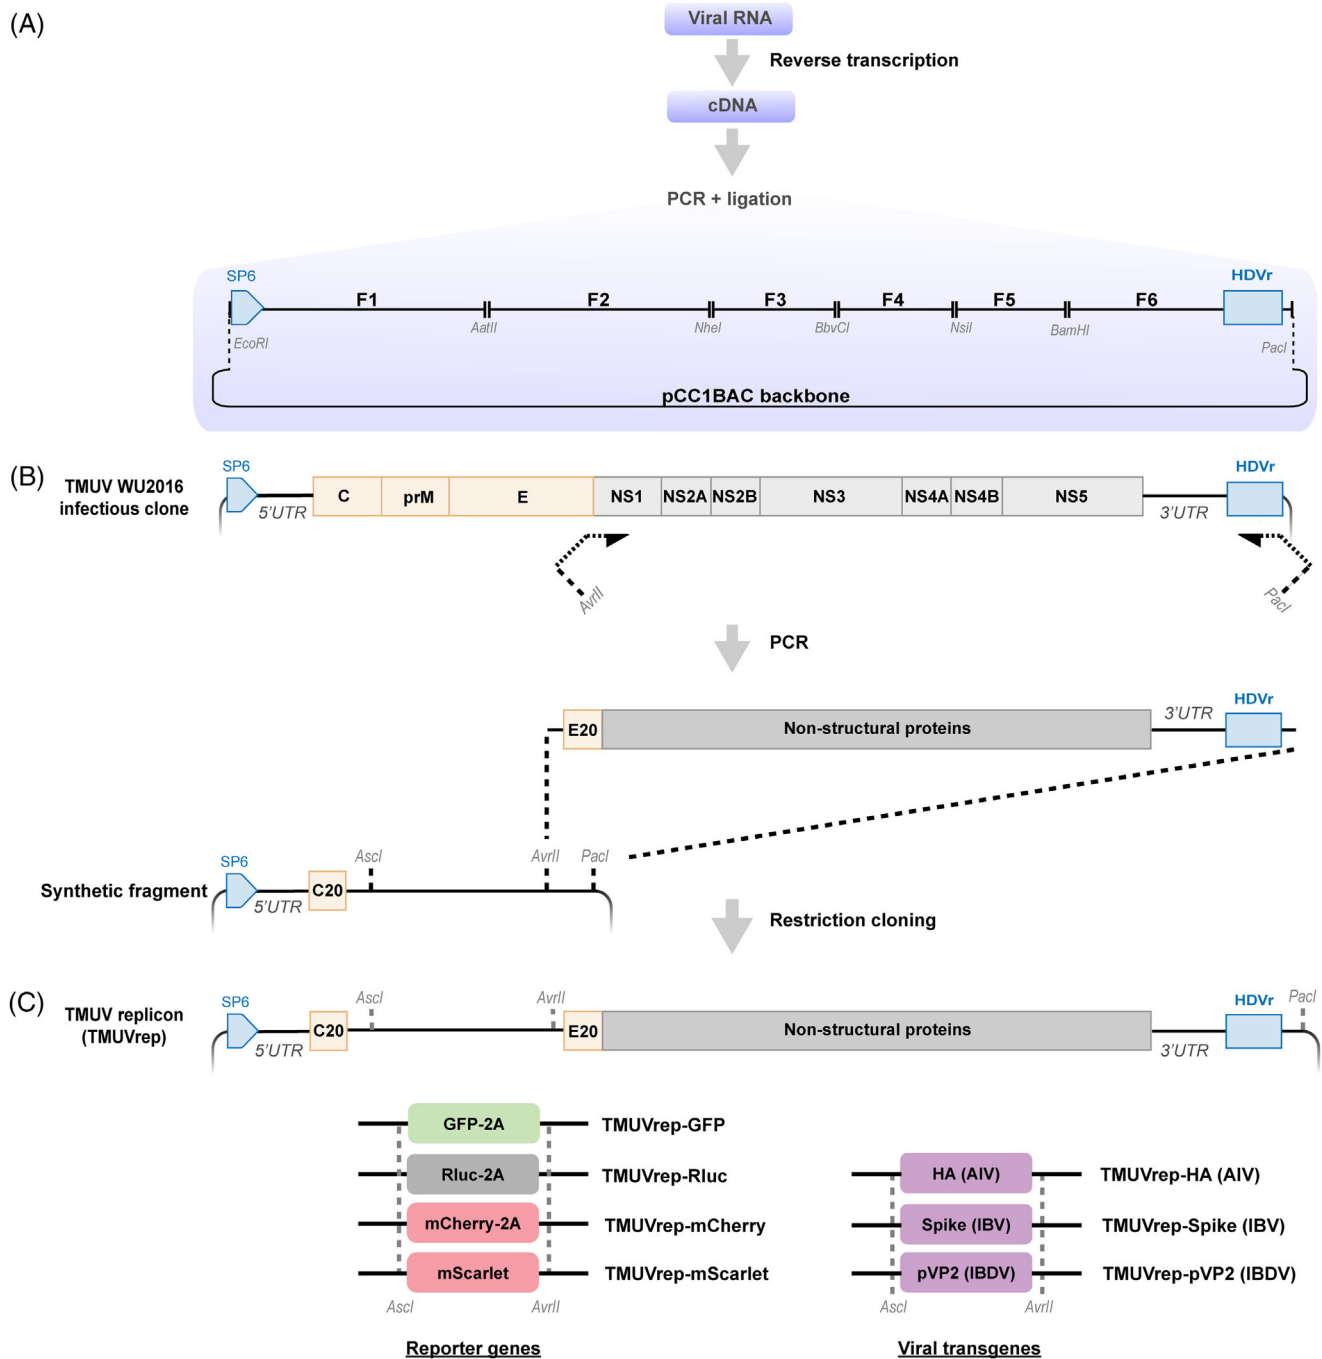 (A)
Viral RNA
Reverse transcription
cDNA
PCR + ligation
SP6
HDVr
F1
F2
F3
F4
F5
F6
EcoRI
AatII
NheI
BbvCI
NsiI
BamHI
PacI
pCC1BAC backbone
(B)
TMUV WU2016
infectious clone
SP6
5'UTR
C
prM
E
NS1
NS2A
NS2B
NS3
NS4A
NS4B
NS5
3'UTR
HDVr
AvrII
PacI
PCR
E20
Non-structural proteins
3'UTR
HDVr
Synthetic fragment
SP6
5'UTR
C20
AscI
AvrII
PacI
Restriction cloning
(C)
TMUV replicon
(TMUVrep)
SP6
5'UTR
C20
AscI
AvrII
E20
Non-structural proteins
3'UTR
HDVr
PacI
GFP-2A TMUVrep-GFP
Rluc-2A TMUVrep-Rluc
mCherry-2A TMUVrep-mCherry
mScarlet TMUVrep-mScarlet
AscI AvrII
Reporter genes
HA (AIV) TMUVrep-HA (AIV)
Spike (IBV) TMUVrep-Spike (IBV)
pVP2 (IBDV) TMUVrep-pVP2 (IBDV)
AscI AvrII
Viral transgenes